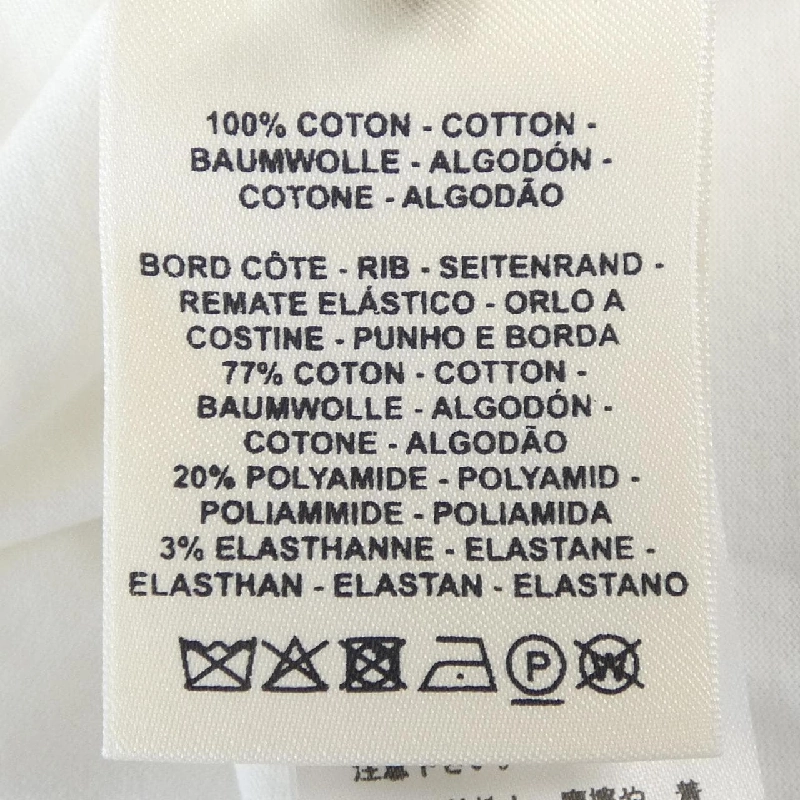 100% COTON - COTTON -
BAUMWOLLE - ALGODÓN -
COTONE - ALGODÃO
BORD CÔTE - RIB - SEITENRAND -
REMATE ELÁSTICO - ORLO A
COSTINE - PUNHO E BORDA
77% COTON - COTTON -
BAUMWOLLE - ALGODÓN -
COTONE - ALGODÃO
20% POLYAMIDE - POLYAMID -
POLIAMMIDE - POLIAMIDA
3% ELASTHANNE - ELASTANE -
ELASTHAN - ELASTAN - ELASTANO
P W